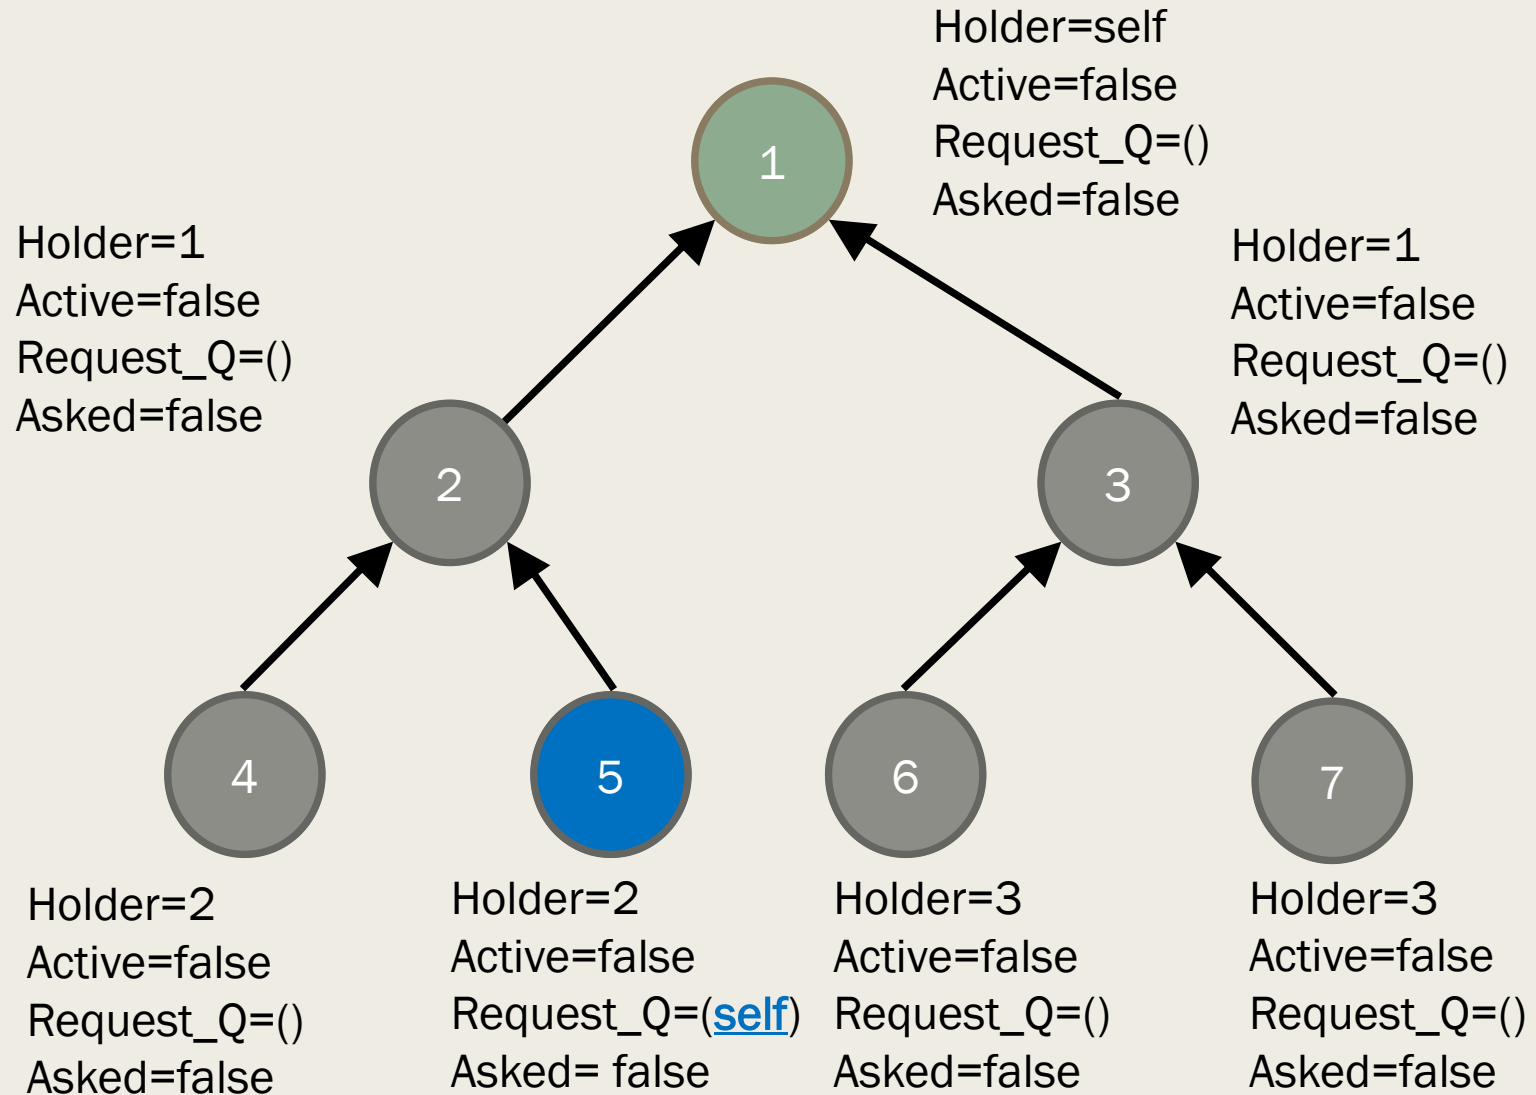 Holder=self
Active=false
Request_Q=()
Asked=false
1
Holder=1
Active=false
Request_Q=()
Asked=false
Holder=1
Active=false
Request_Q=()
Asked=false
2
3
4
5
6
7
Holder=2
Active=false
Request_Q=()
Asked=false
Holder=2
Active=false
Request_Q=(self)
Asked= false
Holder=3
Active=false
Request_Q=()
Asked=false
Holder=3
Active=false
Request_Q=()
Asked=false